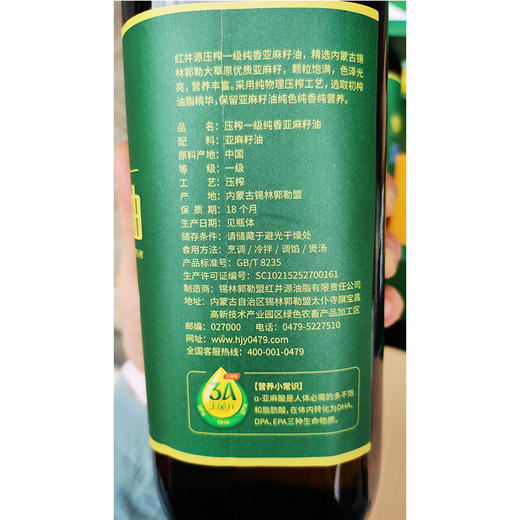 红井源压榨一级纯香亚麻籽油，精选内蒙古锡
林郭勒大草原优质亚麻籽，颗粒饱满，色泽光
亮，营养丰富。采用纯物理压榨工艺，选取初榨
油脂精华，保留亚麻籽油纯色纯香纯营养。
品名：压榨一级纯香亚麻籽油
配料：亚麻籽油
原料产地：中国
等级：一级
工艺：压榨
产地：内蒙古锡林郭勒盟
保质期：18个月
生产日期：见瓶体
储存条件：请储藏于避光干燥处
食用方法：烹调/冷拌/调馅/煲汤
产品标准号：GB/T 8235
生产许可证编号：SC10215252700161
制造商：锡林郭勒盟红井源油脂有限责任公司
地址：内蒙古自治区锡林郭勒盟太仆寺旗宝昌
高新技术产业园区绿色农畜产品加工区
邮编：027000 电话：0479-5227510
网址：www.hjy0479.com
全国客服热线：400-001-0479
3A
DHA
【营养小常识】
α-亚麻酸是人体必需的多不饱
和脂肪酸，在体内转化为DHA、
DPA、EPA三种生命物质。
油